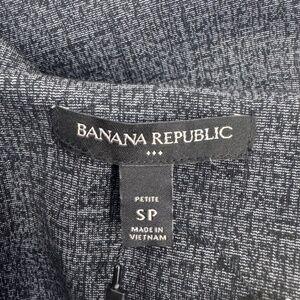 BANANA REPUBLIC
PETITE
SP
MADE IN
VIETNAM